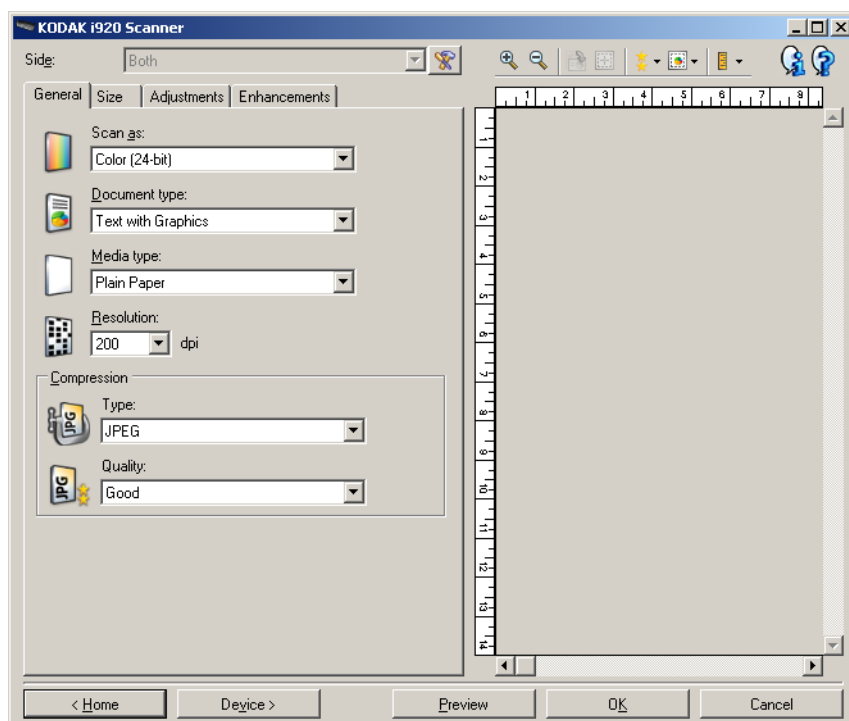 KODAK i920 Scanner
Side: Both
General Size Adjustments Enhancements
Scan as:
Color (24-bit)
Document type:
Text with Graphics
Media type:
Plain Paper
Resolution:
200 dpi
Compression
Type:
JPG JPEG
Quality:
JPG Good
1 2 3 4 5 6 7 8
1
2
3
4
5
6
7
8
9
10
11
12
13
14
< Home Device > Preview OK Cancel